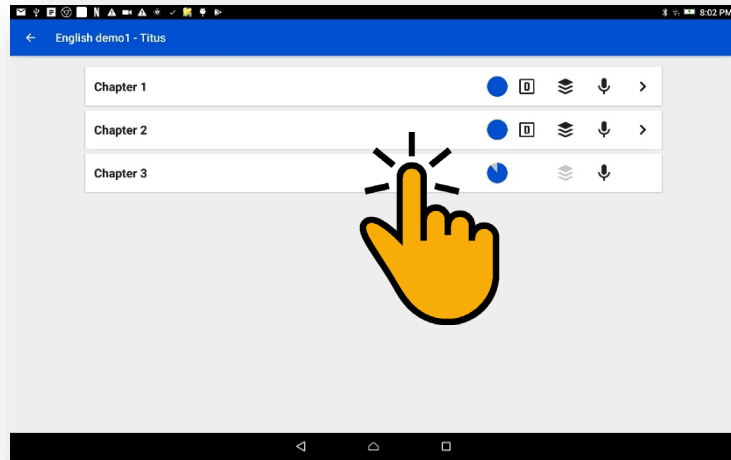 8:02 PM
English demo1 - Titus
Chapter 1
0
Chapter 2
0
Chapter 3